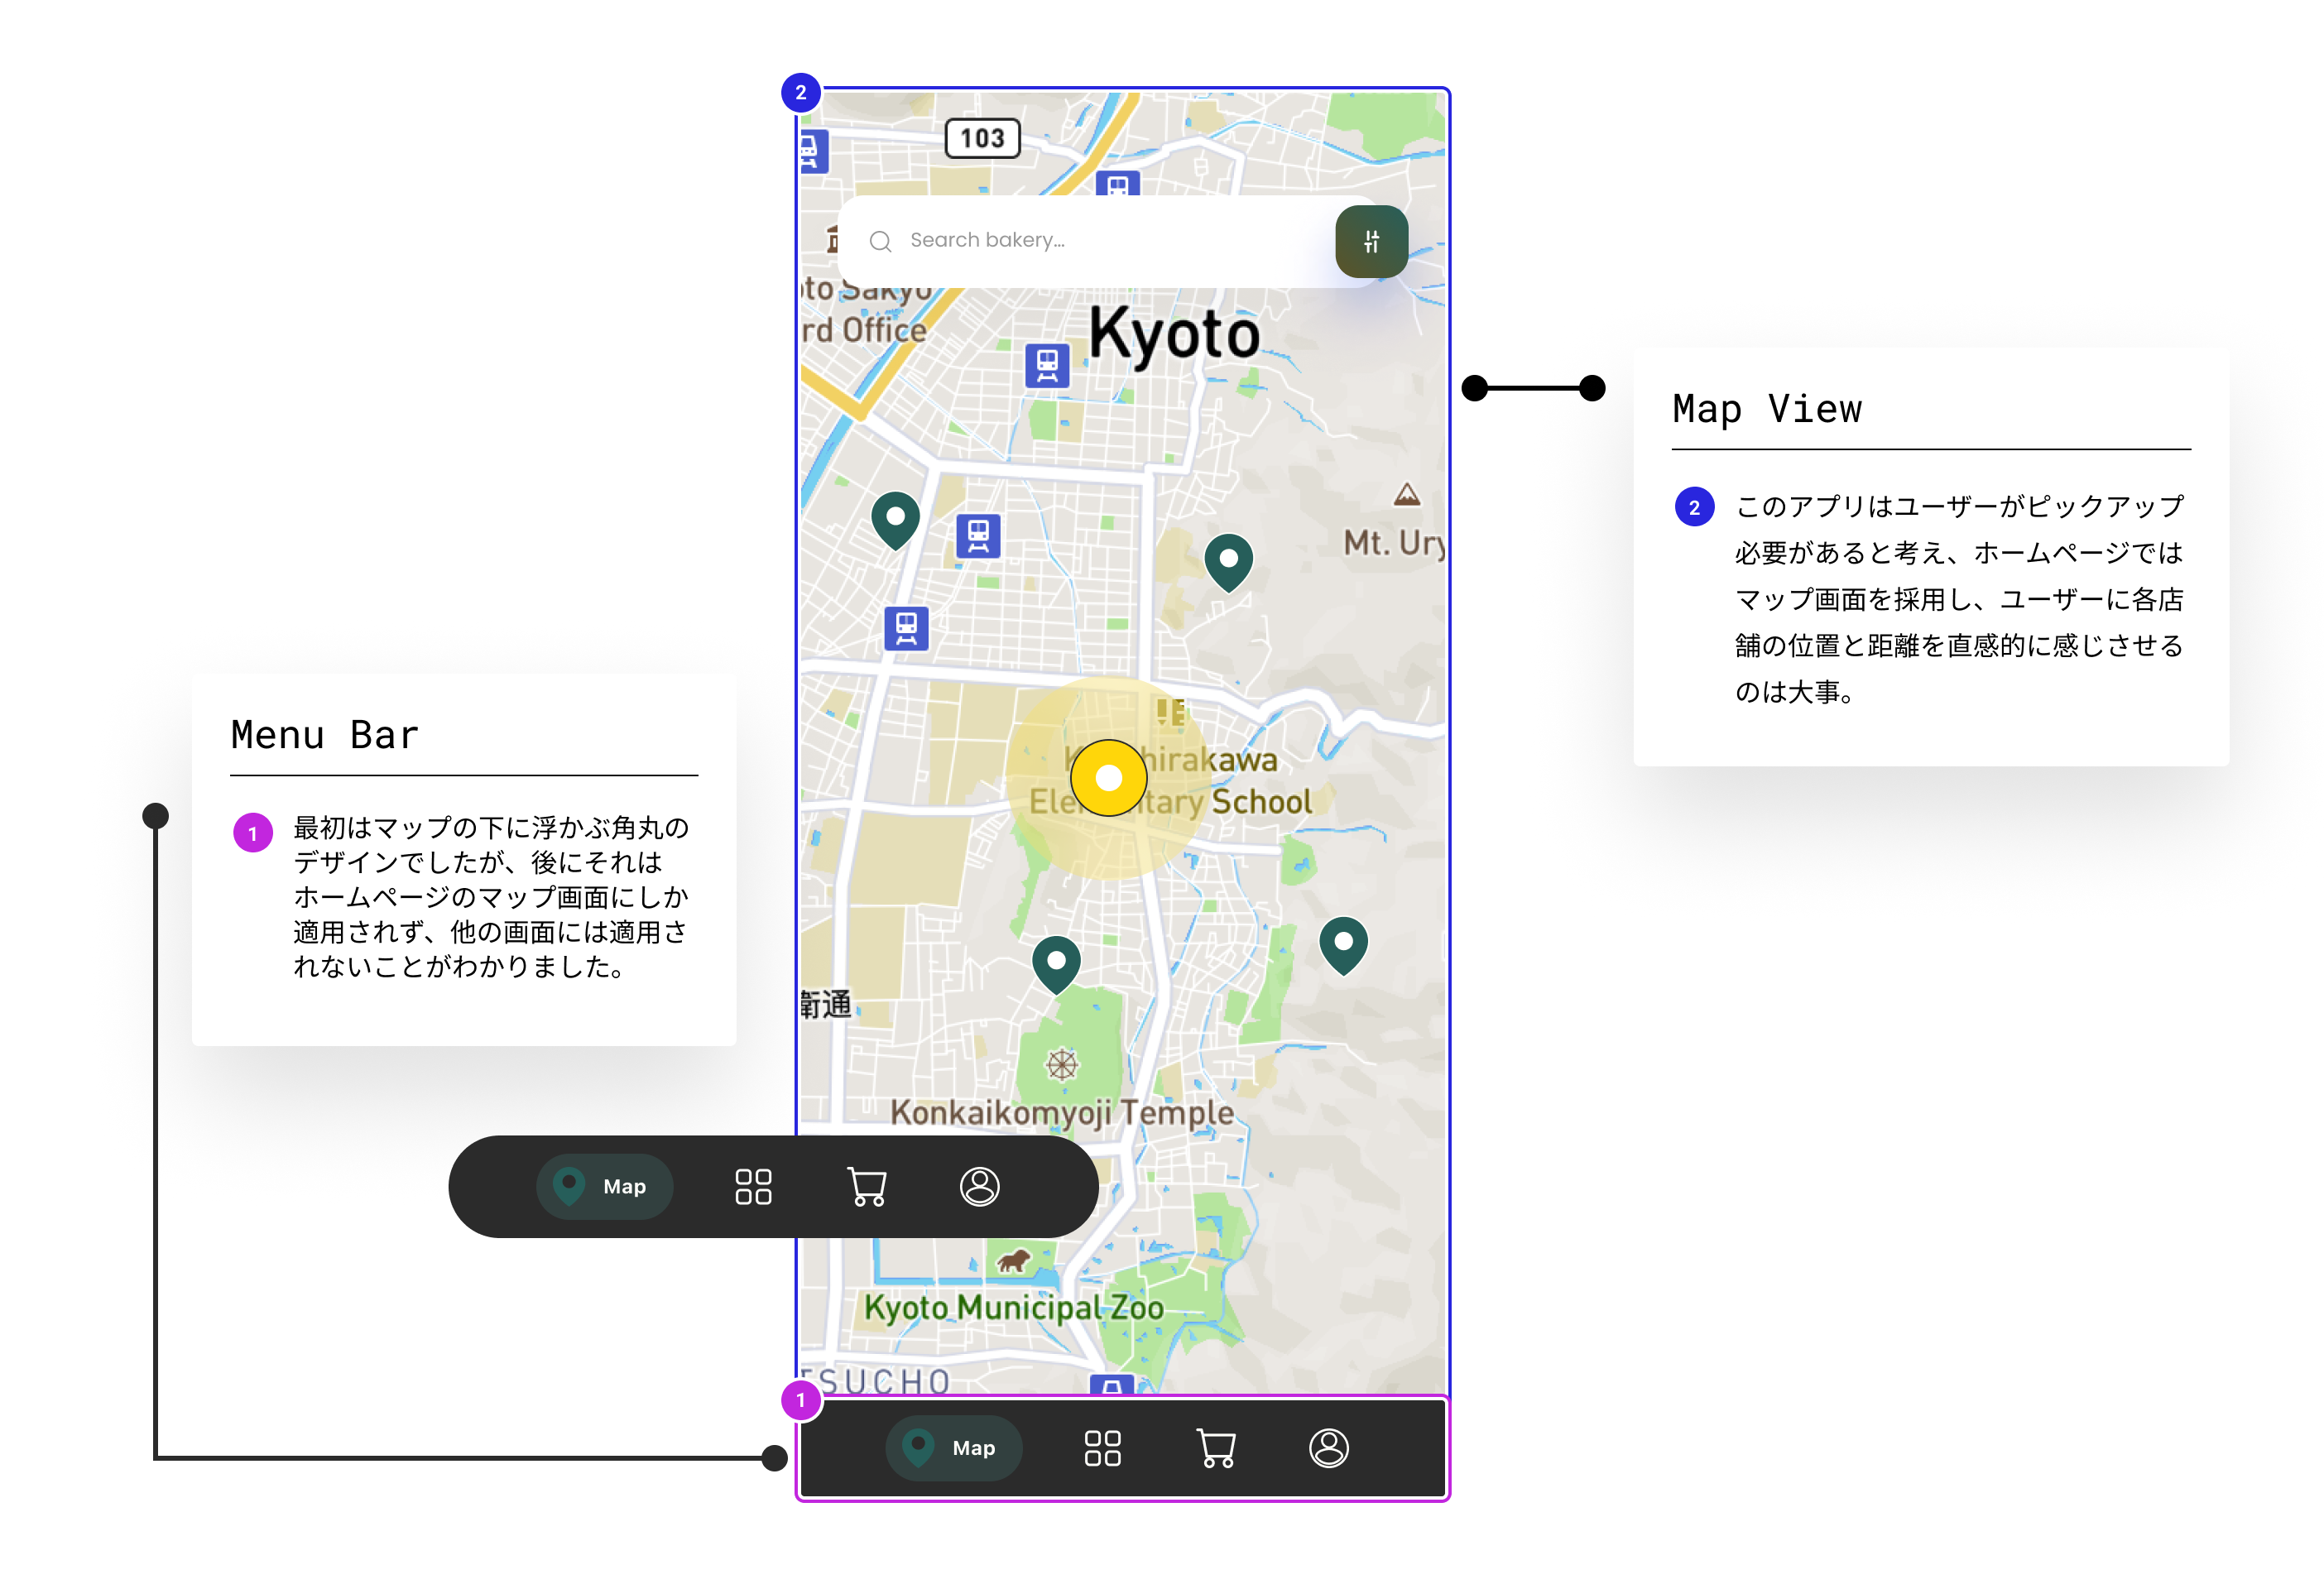 2
103
Search bakery...
to Sakyo
rd Office
Kyoto
Map View
2
このアプリはユーザーがピックアップ
必要があると考え、ホームページでは
マップ画面を採用し、ユーザーに各店
舗の位置と距離を直感的に感じさせる
のは大事。
Mt. Ury
Menu Bar
1
最初はマップの下に浮かぶ角丸の
デザインでしたが、後にそれは
ホームページのマップ画面にしか
適用されず、他の画面には適用さ
れないことがわかりました。
hirakawa
Ele tary School
衛通
Konkaikomyoji Temple
Map
Kyoto Municipal Zoo
SUCHO
1
Map